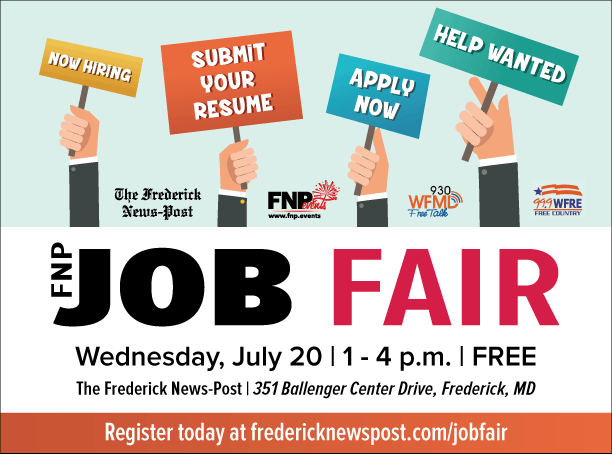 NOW HIRING
SUBMIT
YOUR
RESUME
APPLY
NOW
HELP WANTED
The Frederick
News-Post
FNP
events
www.fnp.events
930
WFMD
Free Talk
99.9 WFRE
FREE COUNTRY
FNP
JOB FAIR
Wednesday, July 20 | 1 - 4 p.m. | FREE
The Frederick News-Post | 351 Ballenger Center Drive, Frederick, MD
Register today at fredericknewspost.com/jobfair